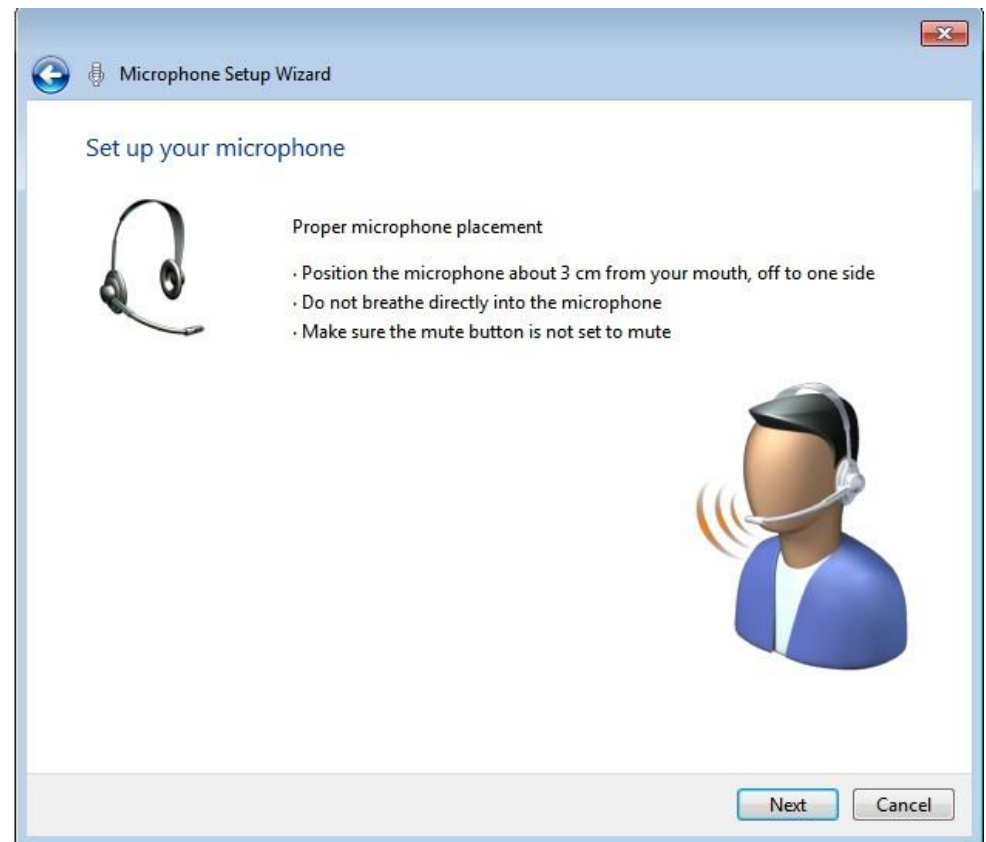 Microphone Setup Wizard
Set up your microphone
Proper microphone placement
· Position the microphone about 3 cm from your mouth, off to one side
· Do not breathe directly into the microphone
· Make sure the mute button is not set to mute
Next Cancel